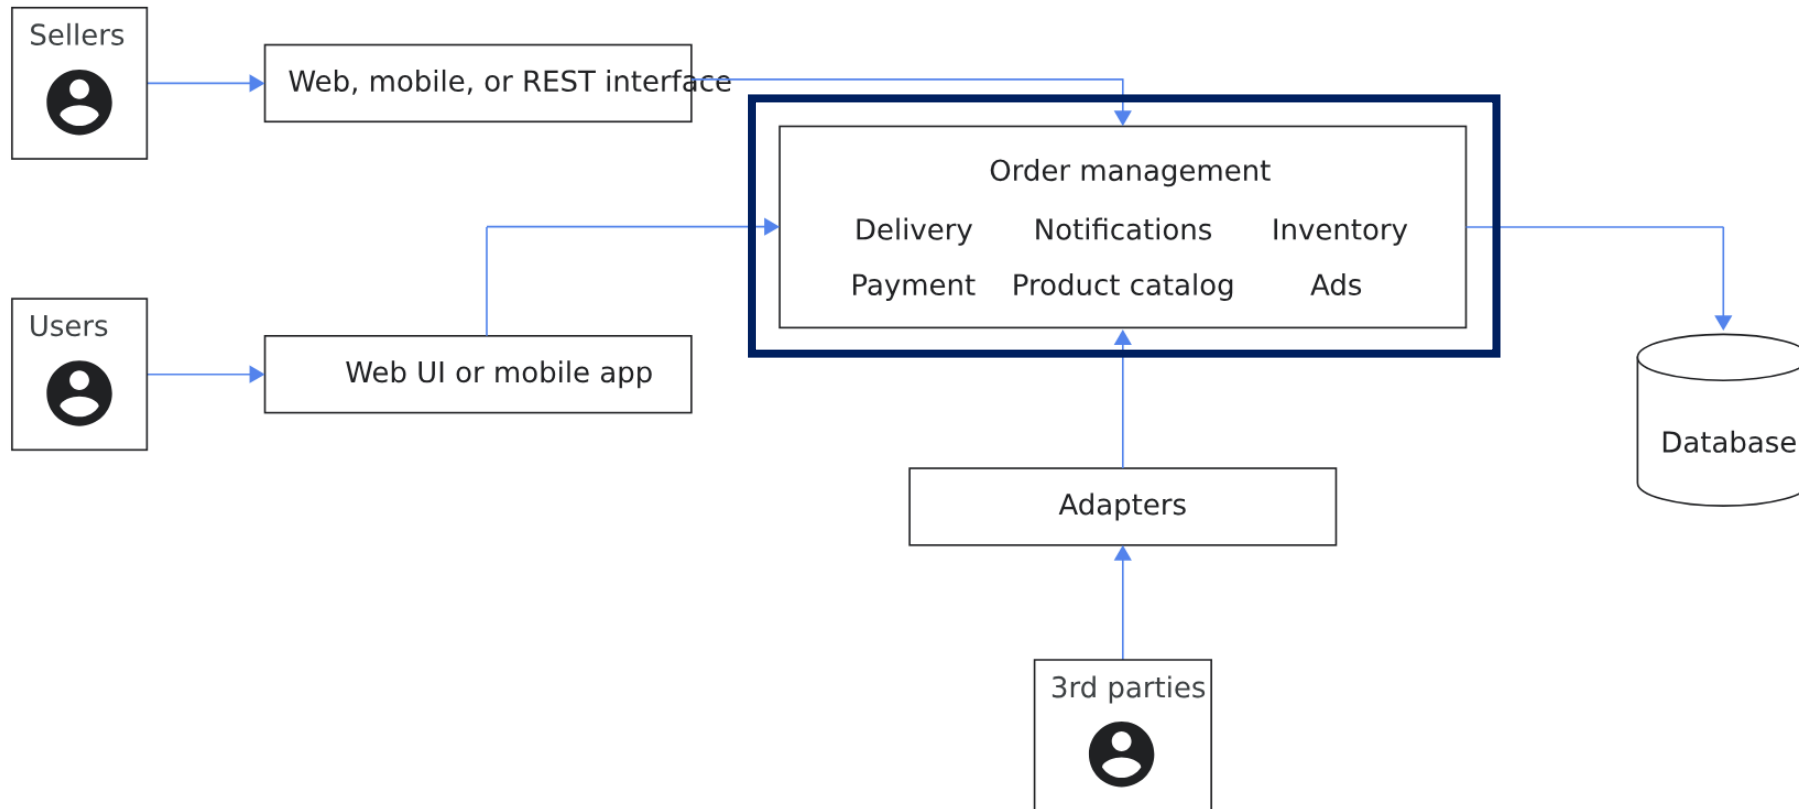 Sellers
Web, mobile, or REST interface
Order management
Delivery Notifications Inventory
Payment Product catalog Ads
Users
Web UI or mobile app
Database
Adapters
3rd parties